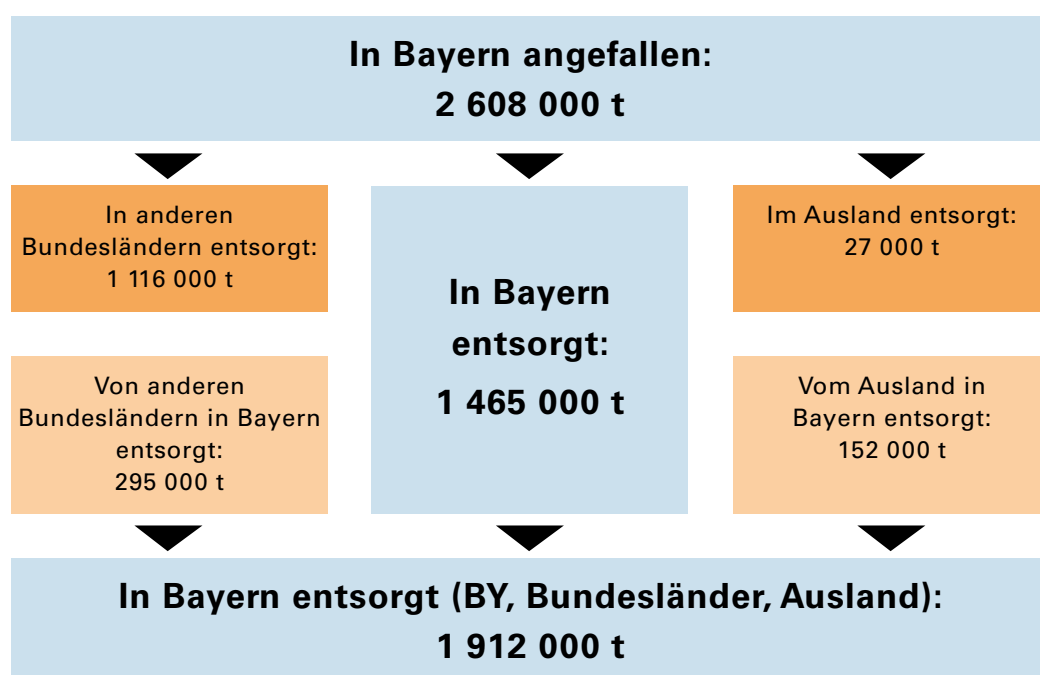 In Bayern angefallen:
2 608 000 t
In anderen
Bundesländern entsorgt:
1 116 000 t
In Bayern
entsorgt:
1 465 000 t
Im Ausland entsorgt:
27 000 t
Von anderen
Bundesländern in Bayern
entsorgt:
295 000 t
Vom Ausland in
Bayern entsorgt:
152 000 t
In Bayern entsorgt (BY, Bundesländer, Ausland):
1 912 000 t